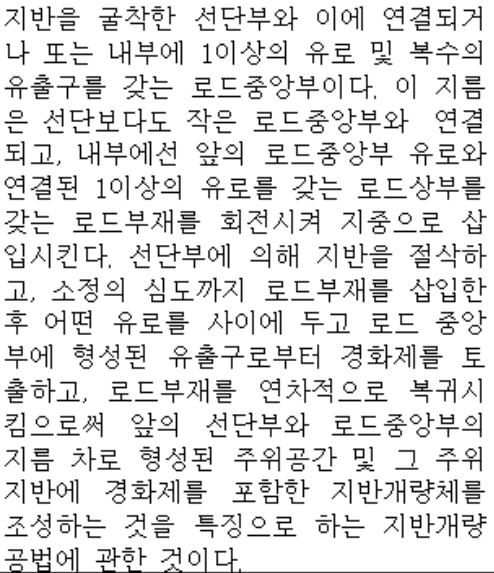 지반을 굴착한 선단부와 이에 연결되거
나 또는 내부에 1이상의 유로 및 복수의
유출구를 갖는 로드중앙부이다. 이 지름
은 선단보다도 작은 로드중앙부와 연결
되고, 내부에선 앞의 로드중앙부 유로와
연결된 1이상의 유로를 갖는 로드상부를
갖는 로드부재를 회전시켜 지중으로 삽
입시킨다. 선단부에 의해 지반을 절삭하
고, 소정의 심도까지 로드부재를 삽입한
후 어떤 유로를 사이에 두고 로드 중앙
부에 형성된 유출구로부터 경화제를 토
출하고, 로드부재를 연차적으로 복귀시
킴으로써 앞의 선단부와 로드중앙부의
지름 차로 형성된 주위공간 및 그 주위
지반에 경화제를 포함한 지반개량체를
조성하는 것을 특징으로 하는 지반개량
공법에 관한 것이다.